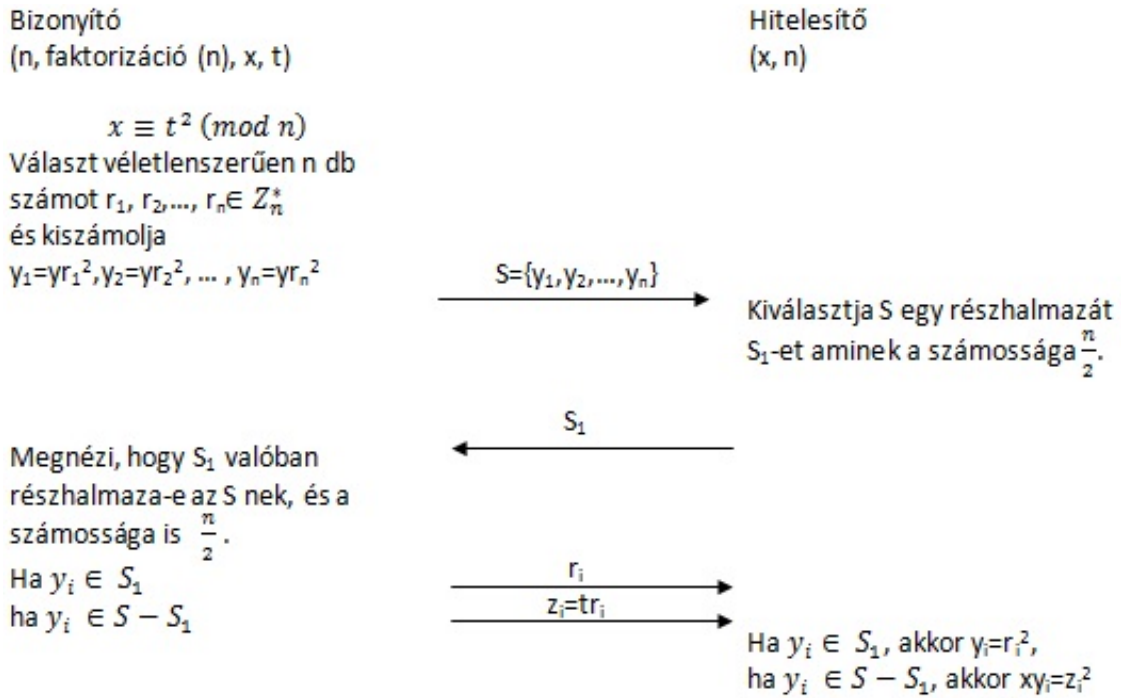 Bizonyító
(n, faktorizáció (n), x, t)
Hitelesítő
(x, n)
x ≡ t² (mod n)
Választ véletlenszerűen n db
számot r₁, r₂,..., rₙ∈ Zₙ*
és kiszámolja
y₁=yr₁²,y₂=yr₂², ... , yₙ=yrₙ²
S={y₁,y₂,...,yₙ}
Kiválasztja S egy részhalmazát
S₁-et aminek a számossága n/2.
S₁
Megnézi, hogy S₁ valóban
részhalmaza-e az S nek, és a
számossága is n/2.
Ha yᵢ ∈ S₁
rᵢ
ha yᵢ ∈ S − S₁
zᵢ=trᵢ
Ha yᵢ ∈ S₁, akkor yᵢ=rᵢ²,
ha yᵢ ∈ S − S₁, akkor xyᵢ=zᵢ²